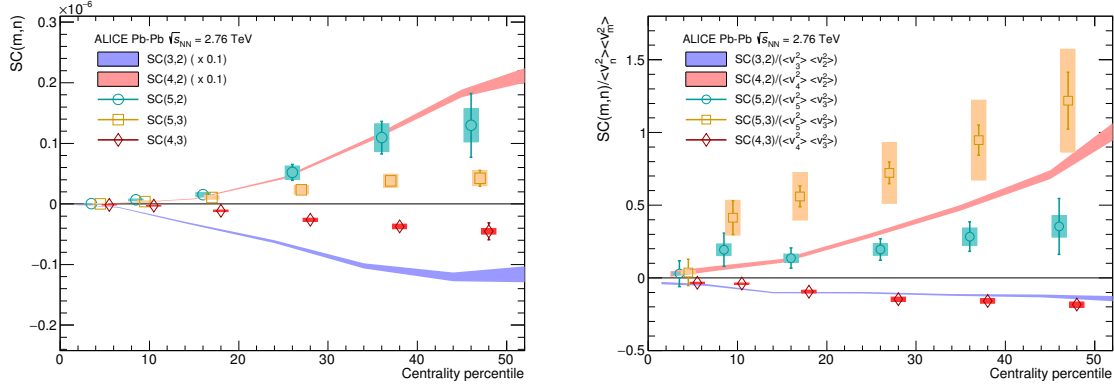 SC(m,n)
×10⁻⁶
0.3
0.2
0.1
0
−0.1
−0.2
0 10 20 30 40 50
Centrality percentile
ALICE Pb-Pb √sNN = 2.76 TeV
SC(3,2) ( x 0.1)
SC(4,2) ( x 0.1)
SC(5,2)
SC(5,3)
SC(4,3)
SC(m,n)/<v²n><v²m>
1.5
1
0.5
0
−0.5
10 20 30 40 50
Centrality percentile
ALICE Pb-Pb √sNN = 2.76 TeV
SC(3,2)/(<v²3> <v²2>)
SC(4,2)/(<v²4> <v²2>)
SC(5,2)/(<v²5> <v²3>)
SC(5,3)/(<v²5> <v²3>)
SC(4,3)/(<v²4> <v²3>)